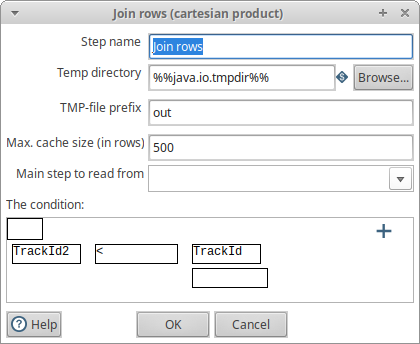 Join rows (cartesian product)
Step name Join rows
Temp directory %%java.io.tmpdir%% Browse...
TMP-file prefix out
Max. cache size (in rows) 500
Main step to read from
The condition:
TrackId2 < TrackId
Help OK Cancel